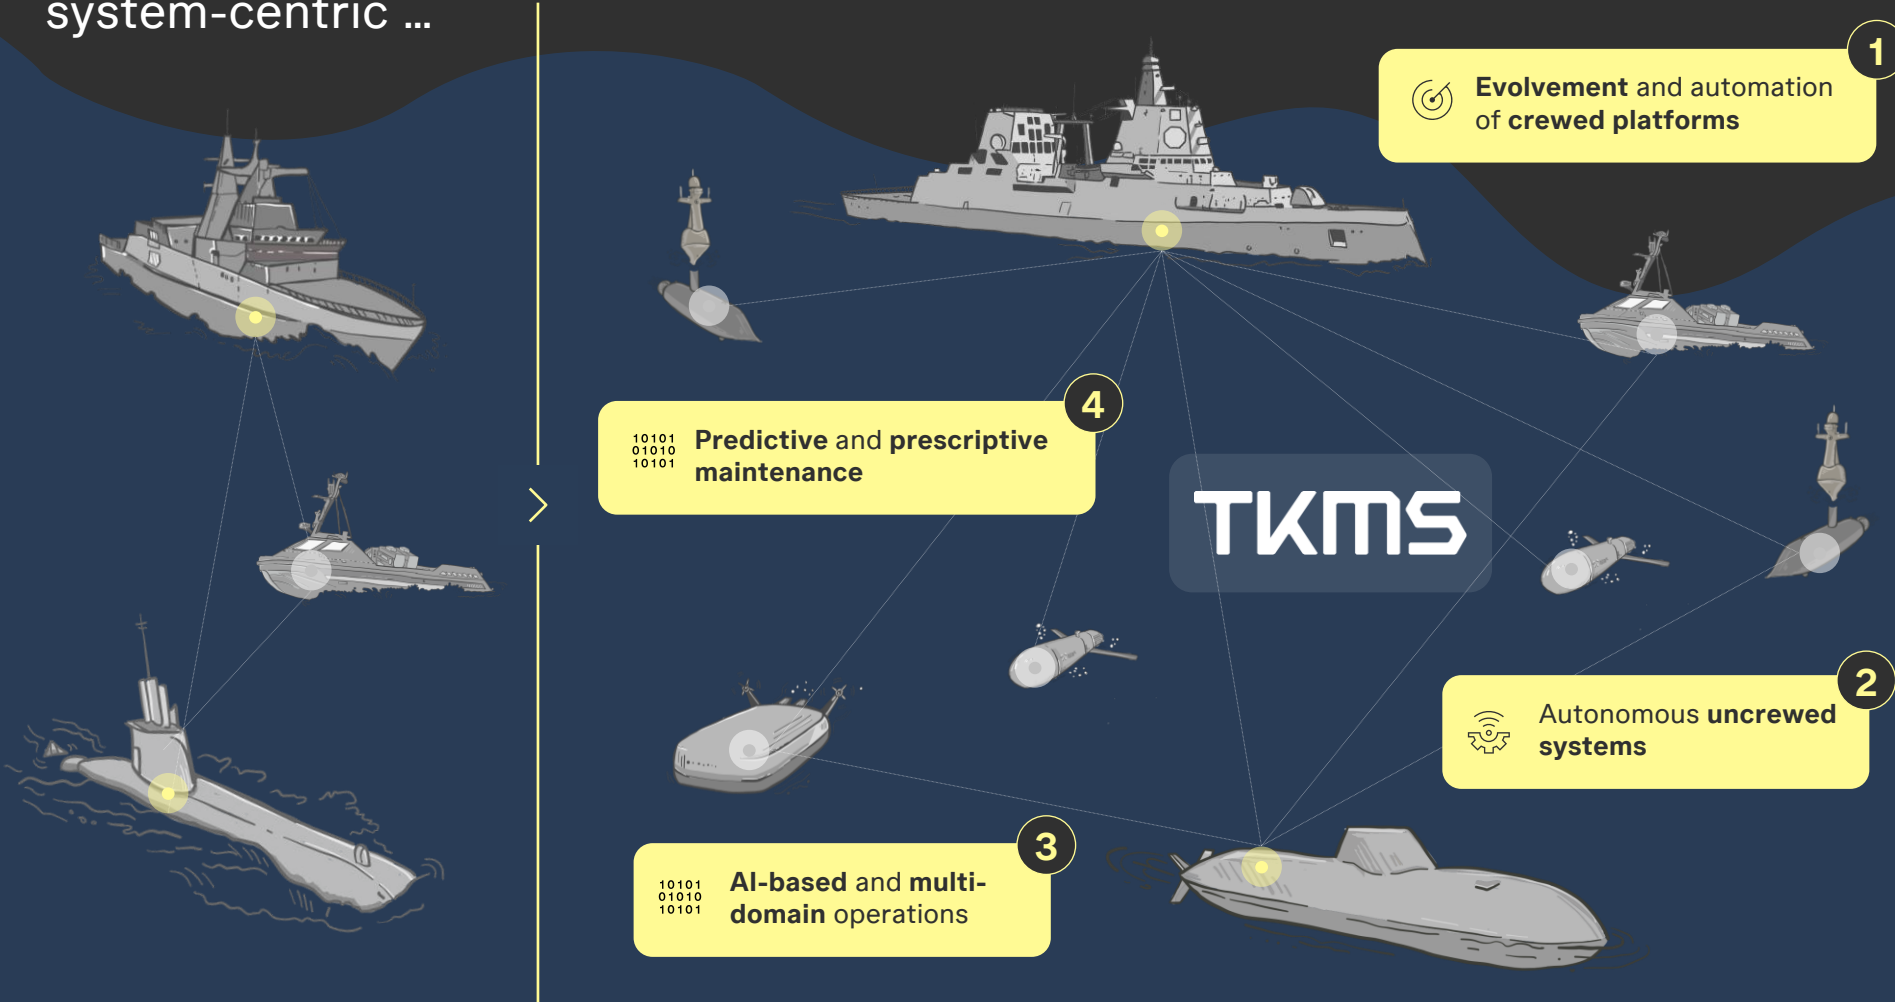 system-centric ...
1
Evolvement and automation
of crewed platforms
4
10101
01010
10101
Predictive and prescriptive
maintenance
TKMS
2
Autonomous uncrewed
systems
3
10101
01010
10101
AI-based and multi-
domain operations